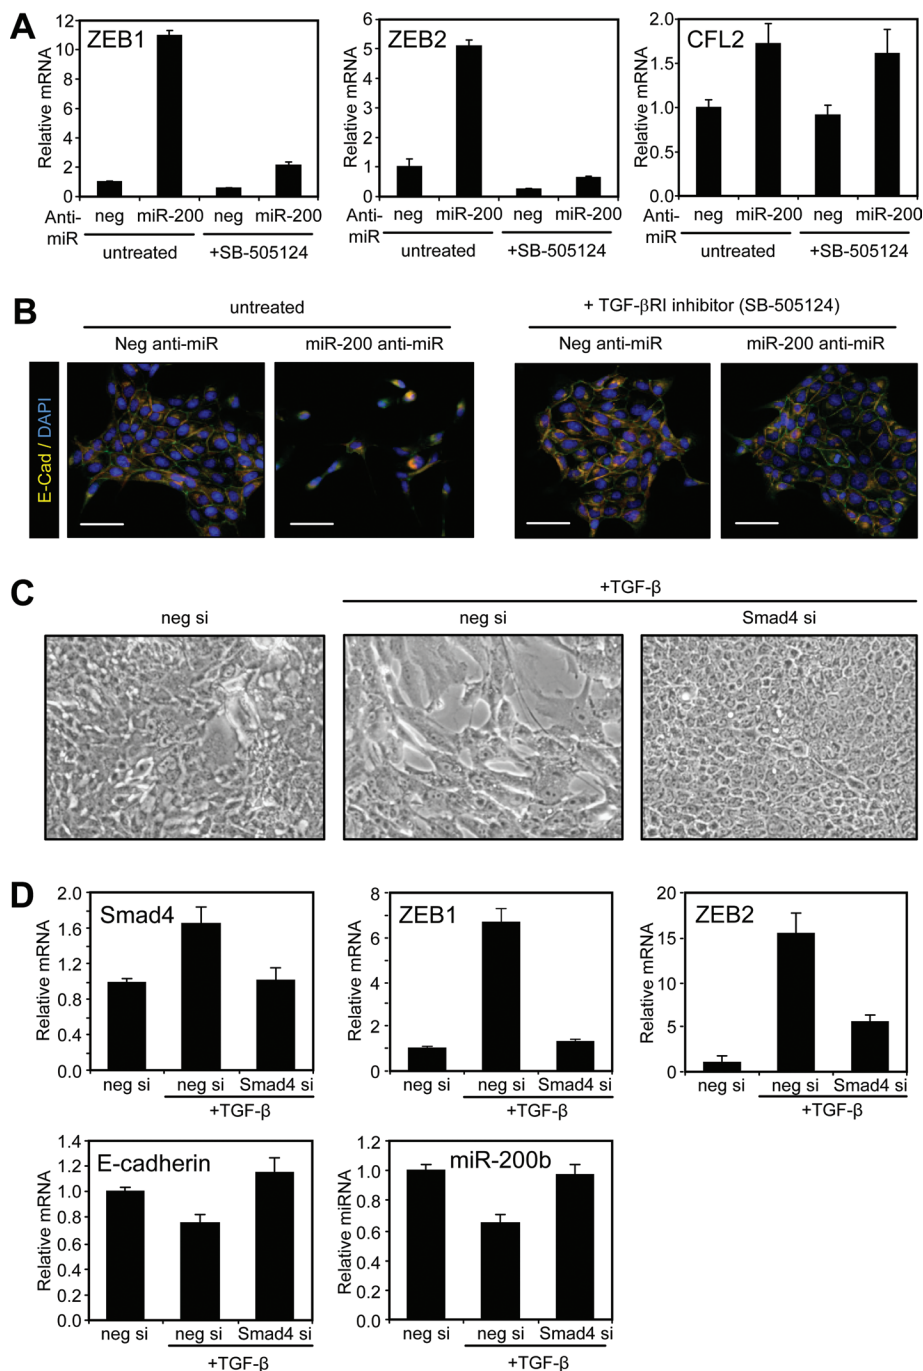 A
ZEB1
Relative mRNA
12
10
8
6
4
2
0
Anti-miR
neg miR-200 neg miR-200
untreated +SB-505124
ZEB2
Relative mRNA
6
5
4
3
2
1
0
Anti-miR
neg miR-200 neg miR-200
untreated +SB-505124
CFL2
Relative mRNA
2.0
1.5
1.0
0.5
0.0
Anti-miR
neg miR-200 neg miR-200
untreated +SB-505124
B
untreated
+ TGF-βRI inhibitor (SB-505124)
Neg anti-miR miR-200 anti-miR Neg anti-miR miR-200 anti-miR
E-Cad / DAPI
C
+TGF-β
neg si neg si Smad4 si
D
Smad4
Relative mRNA
2.0
1.6
1.2
0.8
0.4
0.0
neg si neg si Smad4 si
+TGF-β
ZEB1
Relative mRNA
8
6
4
2
0
neg si neg si Smad4 si
+TGF-β
ZEB2
Relative mRNA
20
15
10
5
0
neg si neg si Smad4 si
+TGF-β
E-cadherin
Relative mRNA
1.4
1.2
1.0
0.8
0.6
0.4
0.2
0.0
neg si neg si Smad4 si
+TGF-β
miR-200b
Relative miRNA
1.2
1.0
0.8
0.6
0.4
0.2
0.0
neg si neg si Smad4 si
+TGF-β